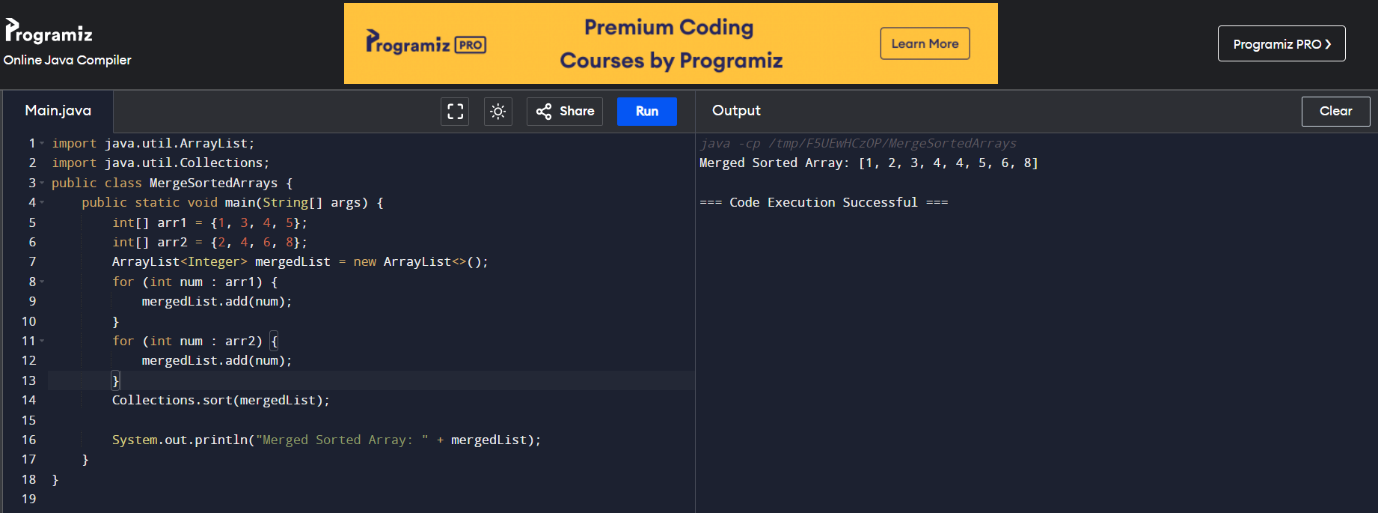 Programiz
Online Java Compiler
Programiz PRO
Premium Coding
Courses by Programiz
Learn More
Programiz PRO
Main.java
Share
Run
1 import java.util.ArrayList;
2 import java.util.Collections;
3 public class MergeSortedArrays {
4     public static void main(String[] args) {
5         int[] arr1 = {1, 3, 4, 5};
6         int[] arr2 = {2, 4, 6, 8};
7         ArrayList<Integer> mergedList = new ArrayList<>();
8         for (int num : arr1) {
9             mergedList.add(num);
10         }
11         for (int num : arr2) {
12             mergedList.add(num);
13         }
14         Collections.sort(mergedList);
15
16         System.out.println("Merged Sorted Array: " + mergedList);
17     }
18 }
19
Output
Clear
java -cp /tmp/F5UEwHCzOP/MergeSortedArrays
Merged Sorted Array: [1, 2, 3, 4, 4, 5, 6, 8]
=== Code Execution Successful ===